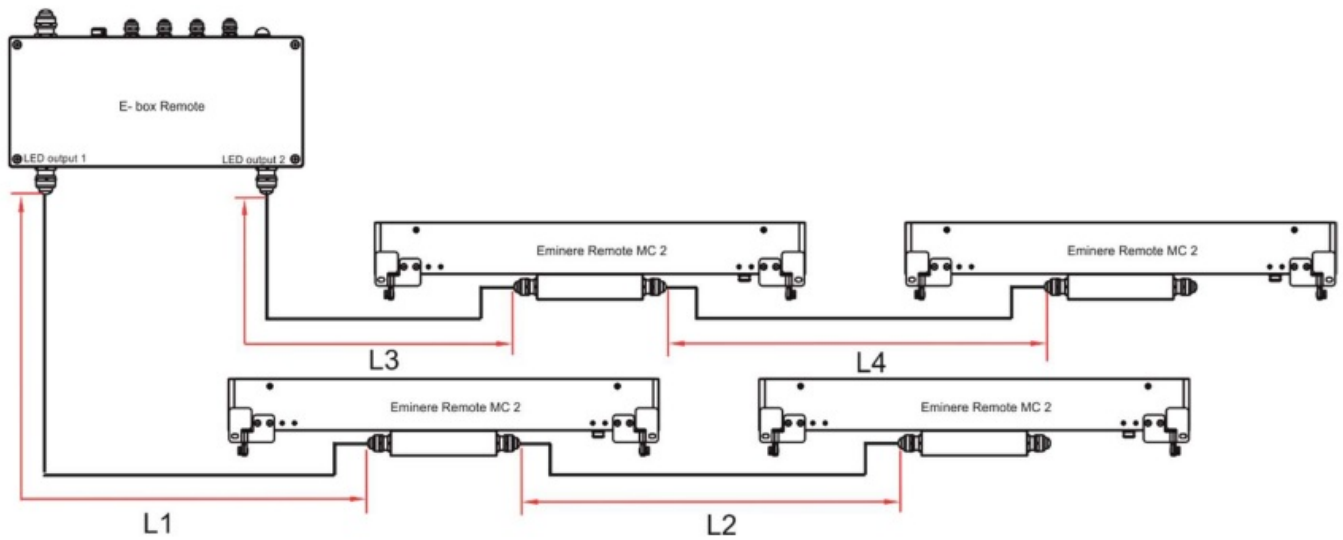 E- box Remote
LED output 1
LED output 2
Eminere Remote MC 2
Eminere Remote MC 2
L3
L4
Eminere Remote MC 2
Eminere Remote MC 2
L1
L2